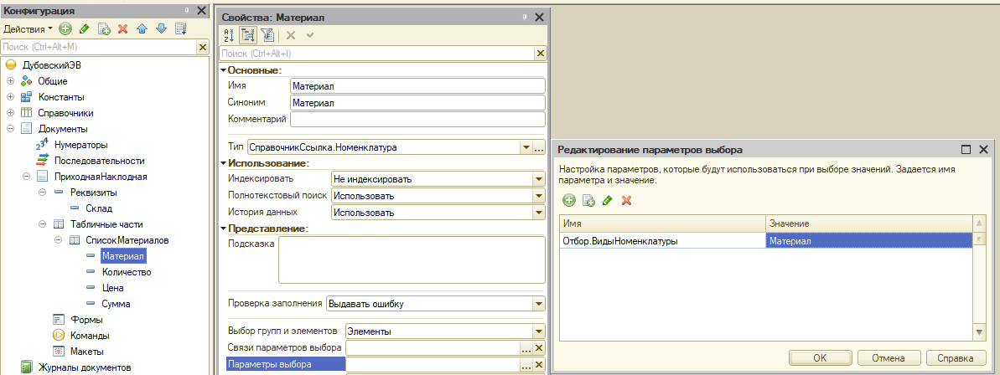 Конфигурация
Действия
Поиск (Ctrl+Alt+M)
ДубовскийЭВ
Общие
Константы
Справочники
Документы
Нумераторы
Последовательности
ПриходнаяНаклодная
Реквизиты
Склад
Табличные части
СписокМатериалов
Материал
Количество
Цена
Сумма
Формы
Команды
Макеты
Журналы документов
Свойства: Материал
Поиск (Ctrl+Alt+I)
Основные:
Имя Материал
Синоним Материал
Комментарий
Тип СправочникСсылка.Номенклатура ...
Использование:
Индексировать Не индексировать
Полнотекстовый поиск Использовать
История данных Использовать
Представление:
Подсказка
Проверка заполнения Выдавать ошибку
Выбор групп и элементов Элементы
Связи параметров выбора ...
Параметры выбора ...
Редактирование параметров выбора
Настройка параметров, которые будут использоваться при выборе значений. Задается имя
параметра и значение.
Имя Значение
Отбор.ВидыНоменклатуры Материал
OK Отмена Справка